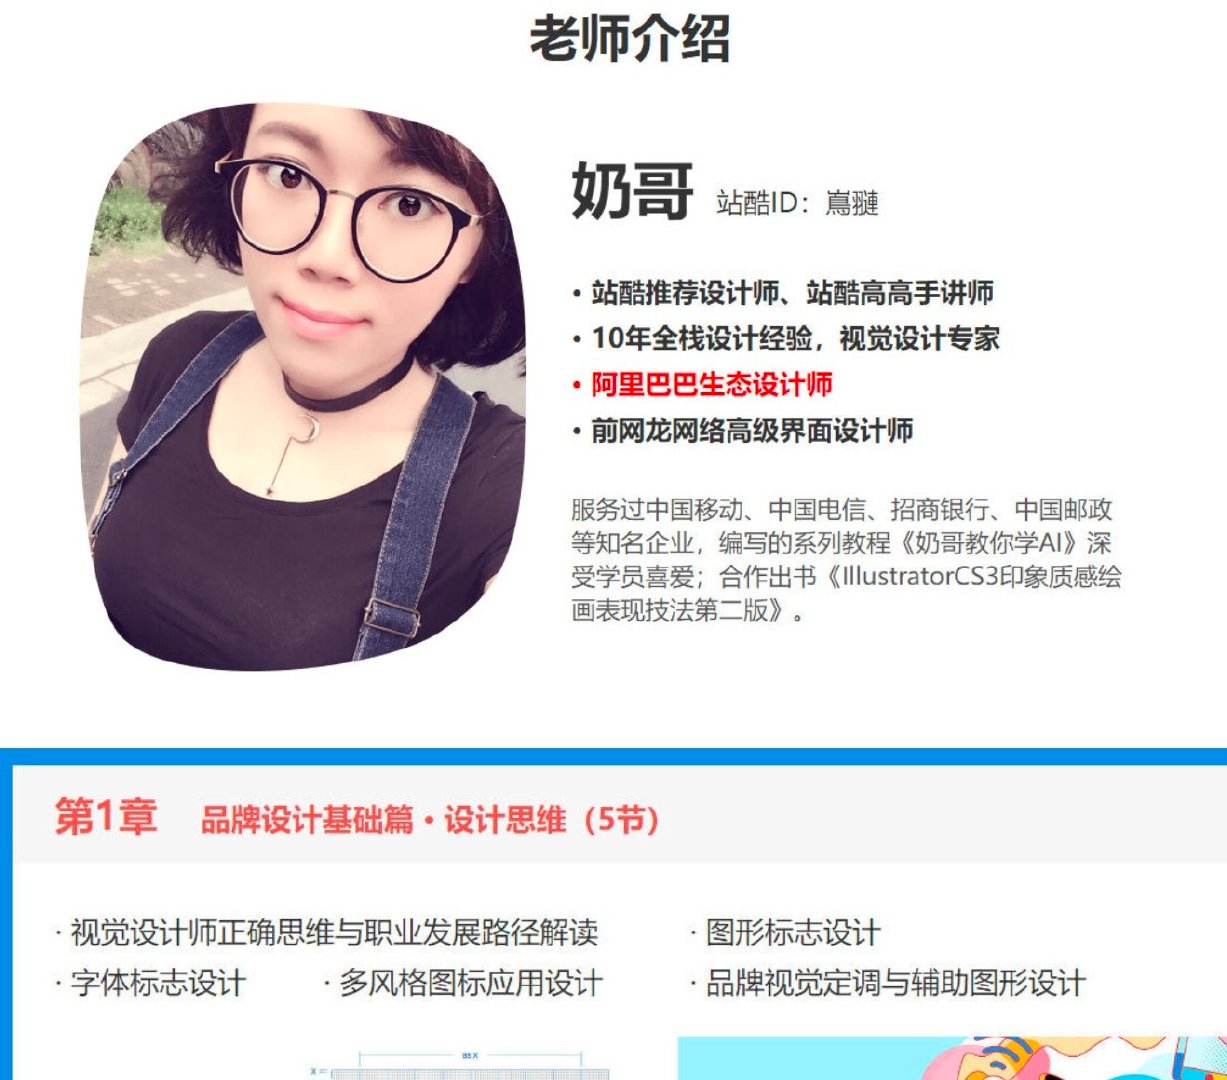 老师介绍
奶哥 站酷ID：嶌䎖
· 站酷推荐设计师、站酷高高手讲师
· 10年全栈设计经验，视觉设计专家
· 阿里巴巴生态设计师
· 前网龙网络高级界面设计师
服务过中国移动、中国电信、招商银行、中国邮政
等知名企业，编写的系列教程《奶哥教你学AI》深
受学员喜爱；合作出书《IllustratorCS3印象质感绘
画表现技法第二版》。
第1章 品牌设计基础篇·设计思维（5节）
· 视觉设计师正确思维与职业发展路径解读
· 图形标志设计
· 字体标志设计
· 多风格图标应用设计
· 品牌视觉定调与辅助图形设计